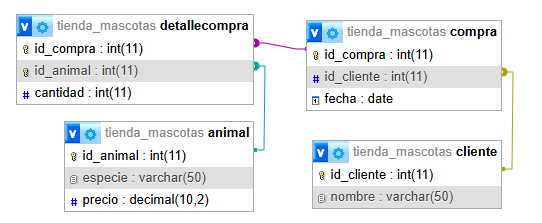 tienda_mascotas detallecompra
id_compra : int(11)
id_animal : int(11)
cantidad : int(11)
tienda_mascotas compra
id_compra : int(11)
id_cliente : int(11)
fecha : date
tienda_mascotas animal
id_animal : int(11)
especie : varchar(50)
precio : decimal(10,2)
tienda_mascotas cliente
id_cliente : int(11)
nombre : varchar(50)